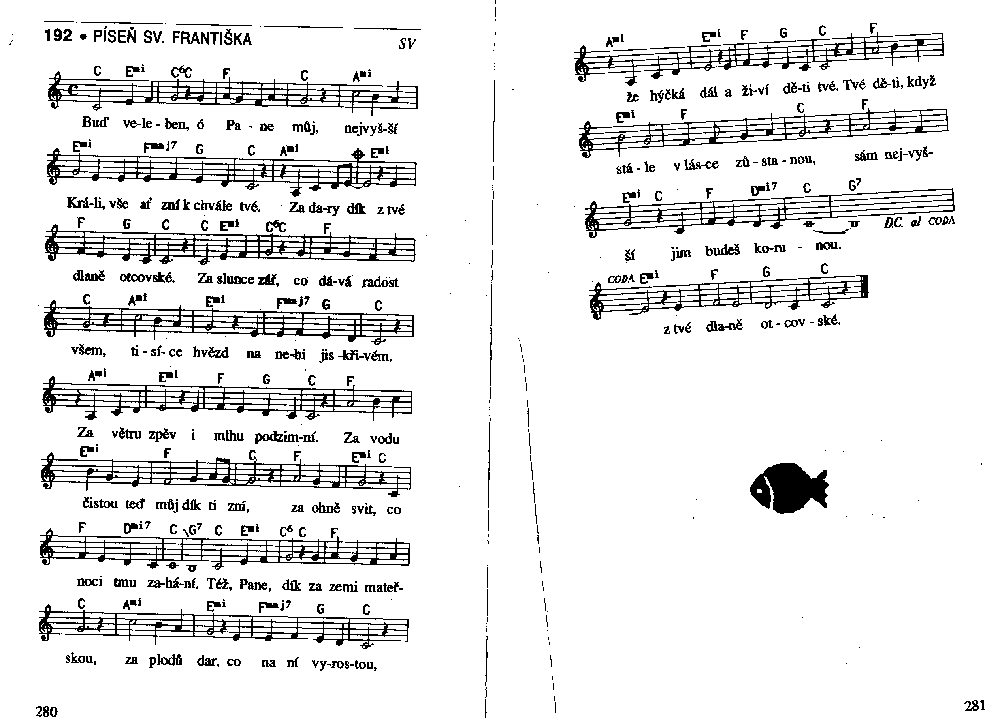 192 • PÍSEŇ SV. FRANTIŠKA
SV
C Emi C6C F C Ami
Buď ve-le - ben, ó Pa - ne můj, nejvyš-ší
Emi Fmaj7 G C Ami Emi
Krá-li, vše ať zní k chvále tvé. Za da-ry dík z tvé
F G C C Emi C6C F
dlaně otcovské. Za slunce zář, co dá-vá radost
C Ami Emi Fmaj7 G C
všem, ti - sí- ce hvězd na ne-bi jis -kři-vém.
Ami Emi F G C F
Za větru zpěv i mlhu podzim-ní. Za vodu
Emi F C F Emi C
čistou teď můj dík ti zní, za ohně svit, co
F Dmi7 C G7 C Emi C6 C F
noci tmu za-há-ní. Též, Pane, dík za zemi mateř-
C Ami Emi Fmaj7 G C
skou, za plodů dar, co na ní vy-ros-tou,
280
Ami Emi F G C F
že hýčká dál a ži-ví dě-ti tvé. Tvé dě-ti, když
Emi F C F
stá - le v lás-ce zů - sta - nou, sám nej-vyš-
Emi C F Dmi7 C G7
D.C. al CODA
ší jim budeš ko-ru - nou.
CODA Emi F G C
z tvé dla-ně ot - cov - ské.
281